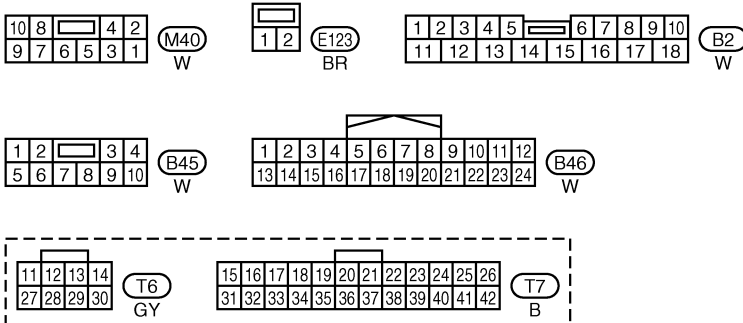 10 8 4 2
9 7 6 5 3 1
M40
W
1 2
E123
BR
1 2 3 4 5 6 7 8 9 10
11 12 13 14 15 16 17 18
B2
W
1 2 3 4
5 6 7 8 9 10
B45
W
1 2 3 4 5 6 7 8 9 10 11 12
13 14 15 16 17 18 19 20 21 22 23 24
B46
W
11 12 13 14
27 28 29 30
T6
GY
15 16 17 18 19 20 21 22 23 24 25 26
31 32 33 34 35 36 37 38 39 40 41 42
T7
B